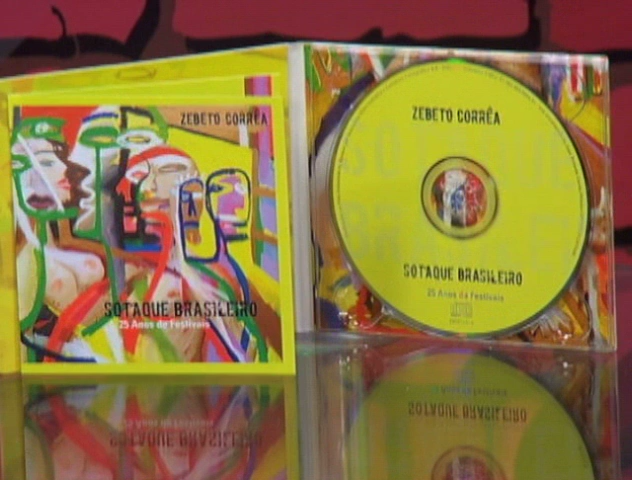 ZEBETO CORRÊA
SOTAQUE BRASILEIRO
25 Anos de Festivais
ZEBETO CORRÊA
SOTAQUE BRASILEIRO
25 Anos de Festivais